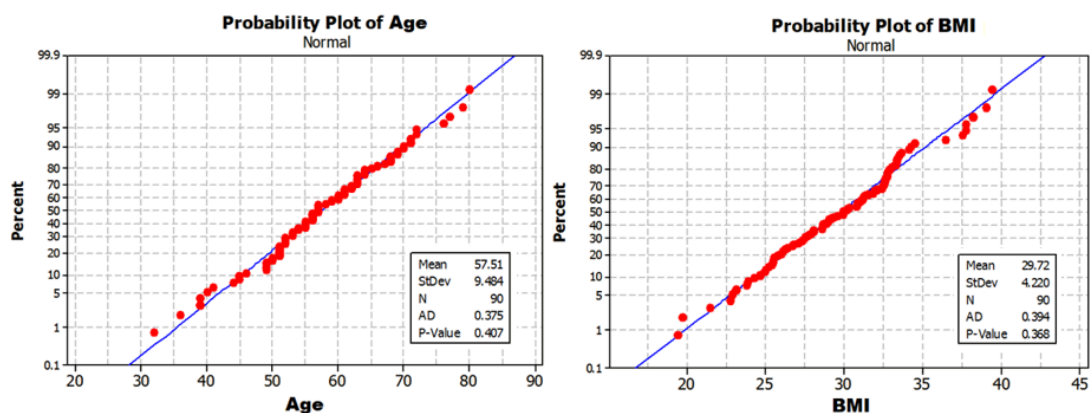 Probability Plot of Age
Normal
99.9
99
95
90
80
70
60
50
40
30
20
10
5
1
0.1
Percent
Mean 57.51
StDev 9.484
N 90
AD 0.375
P-Value 0.407
20 30 40 50 60 70 80 90
Age
Probability Plot of BMI
Normal
99.9
99
95
90
80
70
60
50
40
30
20
10
5
1
0.1
Percent
Mean 29.72
StDev 4.220
N 90
AD 0.394
P-Value 0.368
20 25 30 35 40 45
BMI